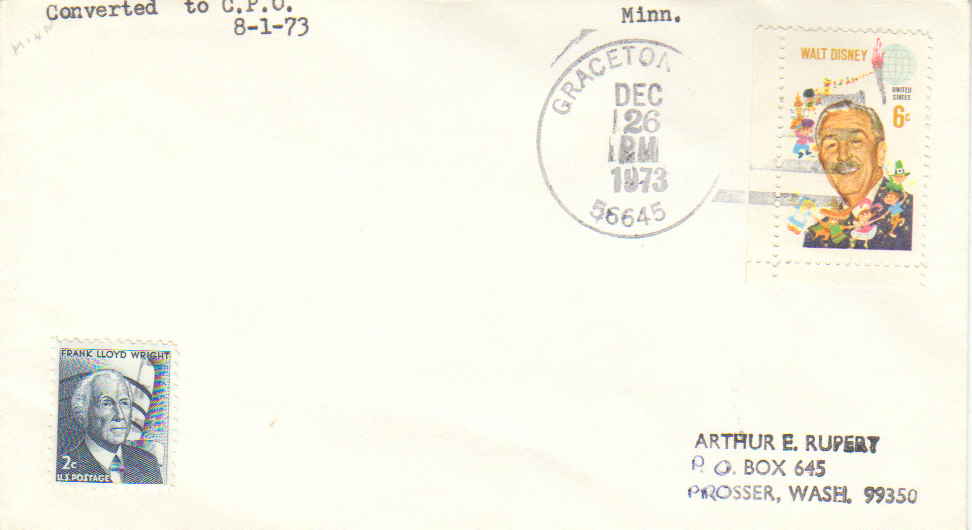 Converted to C.P.O.
8-1-73
MINN
Minn.
GRACETON
DEC
26
PM
1973
56645
WALT DISNEY
UNITED
STATES
6c
FRANK LLOYD WRIGHT
2c
U.S. POSTAGE
ARTHUR E. RUPERT
P. O. BOX 645
PROSSER, WASH. 99350